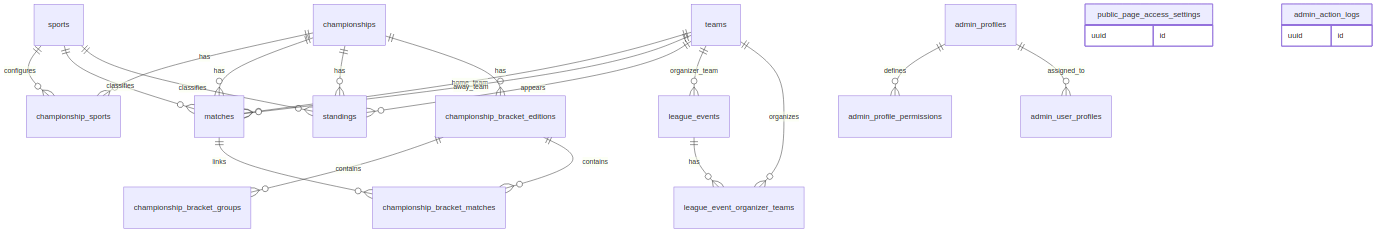 sports
championships
teams
admin_profiles
public_page_access_settings
uuid id
admin_action_logs
uuid id
has
configures
has
has
has
organizer_team
defines
assigned_to
classifies
classifies
away_team
appears
championship_sports
matches
standings
championship_bracket_editions
league_events
organizes
admin_profile_permissions
admin_user_profiles
links
contains
contains
has
championship_bracket_groups
championship_bracket_matches
league_event_organizer_teams